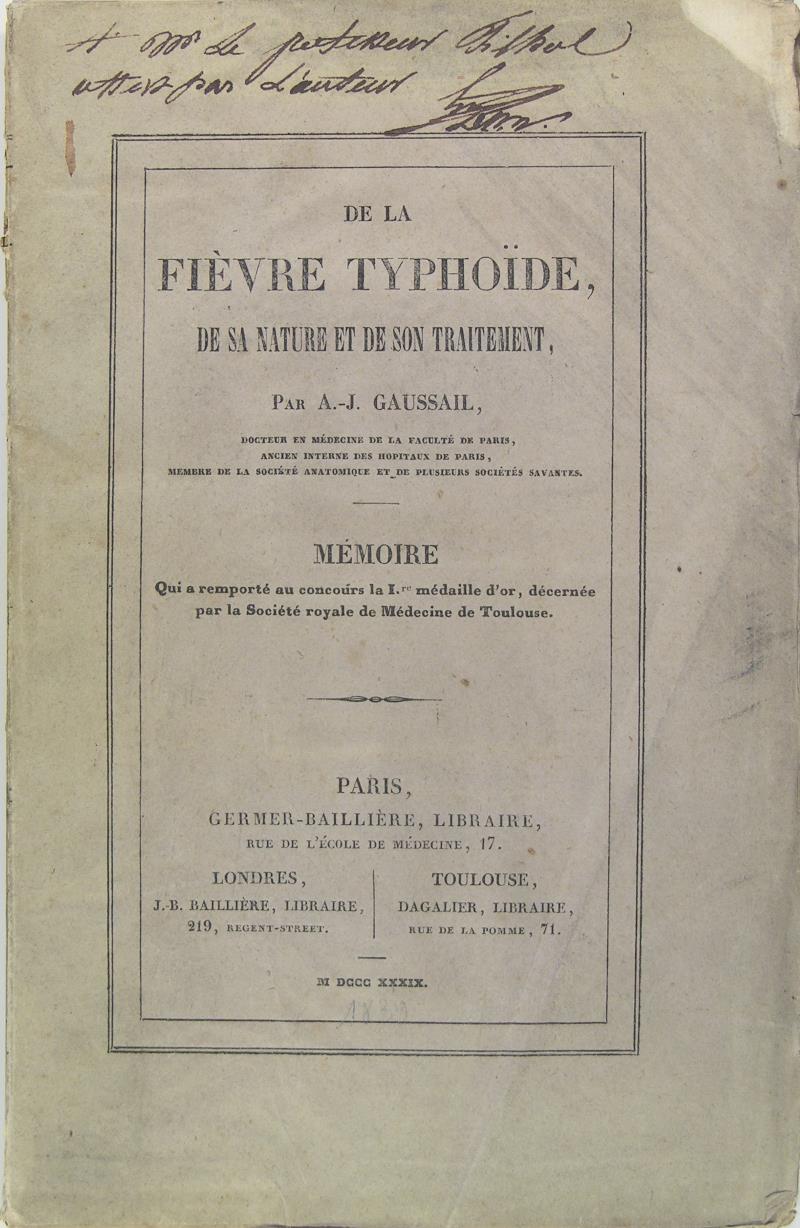 A Mr Le professeur Filhol
offert par L'auteur
DE LA
FIÈVRE TYPHOÏDE,
DE SA NATURE ET DE SON TRAITEMENT,
PAR A.-J. GAUSSAIL,
DOCTEUR EN MÉDECINE DE LA FACULTÉ DE PARIS,
ANCIEN INTERNE DES HOPITAUX DE PARIS,
MEMBRE DE LA SOCIÉTÉ ANATOMIQUE ET DE PLUSIEURS SOCIÉTÉS SAVANTES.
MÉMOIRE
Qui a remporté au concours la I.re médaille d'or, décernée
par la Société royale de Médecine de Toulouse.
PARIS,
GERMER-BAILLIÈRE, LIBRAIRE,
RUE DE L'ÉCOLE DE MÉDECINE, 17.
LONDRES,
J.-B. BAILLIÈRE, LIBRAIRE,
219, REGENT-STREET.
TOULOUSE,
DAGALIER, LIBRAIRE,
RUE DE LA POMME, 71.
M DCCC XXXIX.
1839